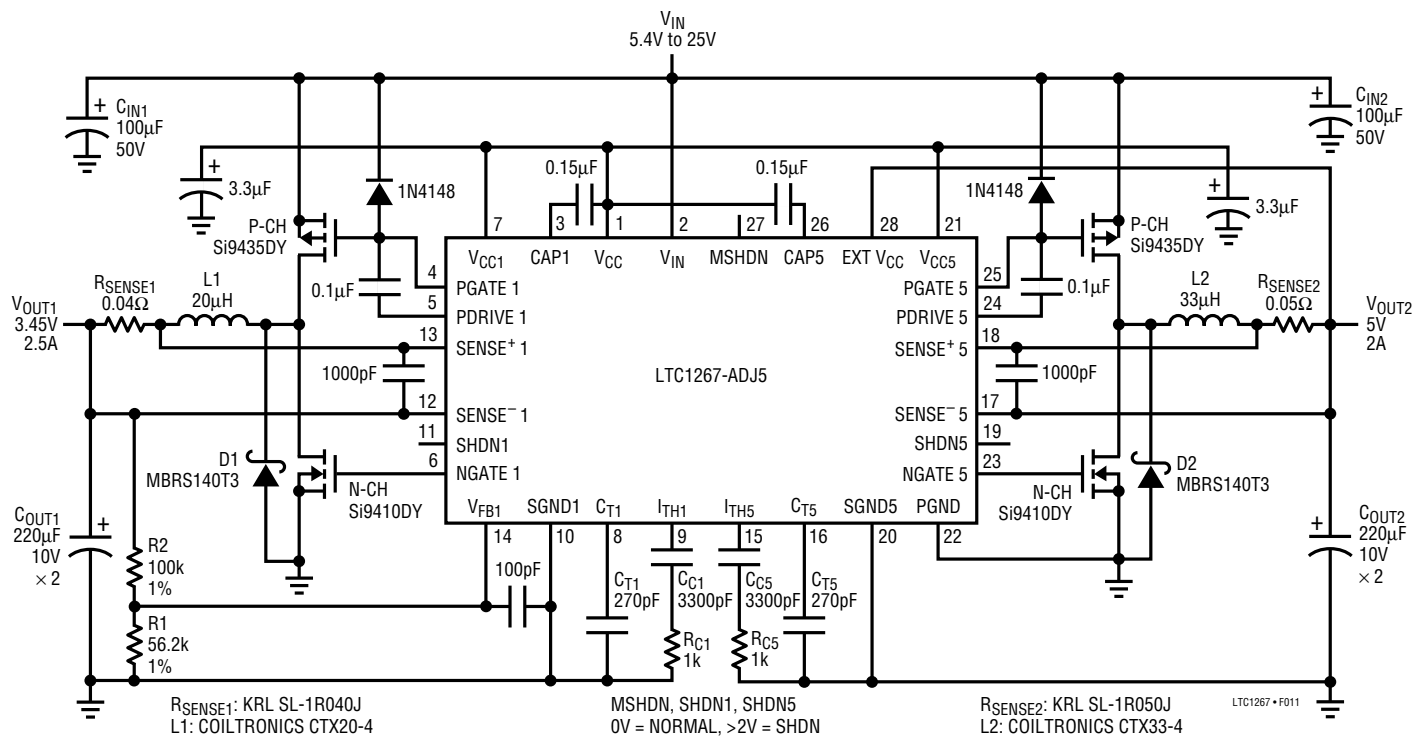 VIN
5.4V to 25V
+ CIN1
100µF
50V
+ CIN2
100µF
50V
+
3.3µF
1N4148
0.15µF
0.15µF
1N4148
+
3.3µF
P-CH
Si9435DY
7
3
1
2
27
26
28
21
P-CH
Si9435DY
VCC1
CAP1
VCC
VIN
MSHDN
CAP5
EXT VCC
VCC5
VOUT1
3.45V
2.5A
RSENSE1
0.04Ω
L1
20µH
0.1µF
4
PGATE 1
5
PDRIVE 1
13
SENSE+ 1
1000pF
12
SENSE− 1
11
SHDN1
6
NGATE 1
LTC1267-ADJ5
25
PGATE 5
24
PDRIVE 5
18
SENSE+ 5
17
SENSE− 5
19
SHDN5
23
NGATE 5
0.1µF
1000pF
L2
33µH
RSENSE2
0.05Ω
VOUT2
5V
2A
D1
MBRS140T3
N-CH
Si9410DY
VFB1
SGND1
CT1
ITH1
ITH5
CT5
SGND5
PGND
14
10
8
9
15
16
20
22
N-CH
Si9410DY
D2
MBRS140T3
COUT1
220µF
10V
× 2
+
R2
100k
1%
R1
56.2k
1%
100pF
CT1
270pF
CC1
3300pF
RC1
1k
CC5
3300pF
RC5
1k
CT5
270pF
+
COUT2
220µF
10V
× 2
RSENSE1: KRL SL-1R040J
L1: COILTRONICS CTX20-4
MSHDN, SHDN1, SHDN5
0V = NORMAL, >2V = SHDN
RSENSE2: KRL SL-1R050J
L2: COILTRONICS CTX33-4
LTC1267 • F011